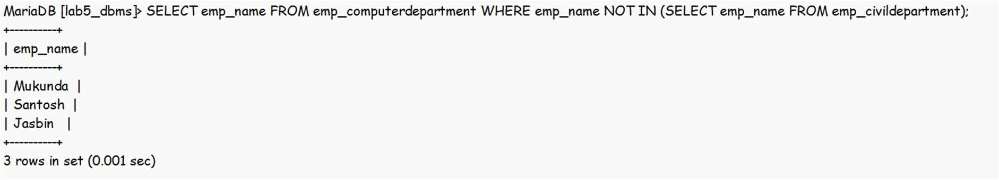 MariaDB [lab5_dbms]> SELECT emp_name FROM emp_computerdepartment WHERE emp_name NOT IN (SELECT emp_name FROM emp_civildepartment);
+----------+
| emp_name |
+----------+
| Mukunda  |
| Santosh  |
| Jasbin   |
+----------+
3 rows in set (0.001 sec)